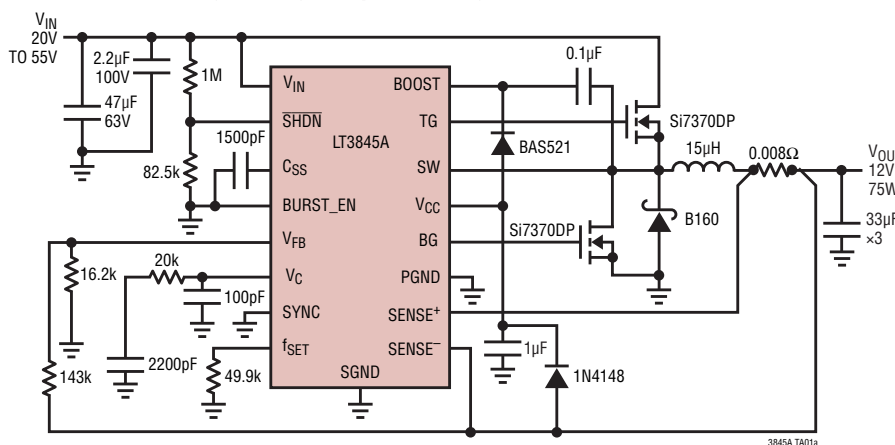 VIN
20V
TO 55V
2.2µF
100V
47µF
63V
1M
82.5k
1500pF
VIN
SHDN
CSS
BURST_EN
VFB
VC
SYNC
fSET
LT3845A
SGND
BOOST
TG
SW
VCC
BG
PGND
SENSE+
SENSE–
0.1µF
BAS521
Si7370DP
Si7370DP
15µH
0.008Ω
B160
VOU
12V
75W
33µF
×3
16.2k
20k
100pF
2200pF
143k
49.9k
1µF
1N4148
3845A TA01a